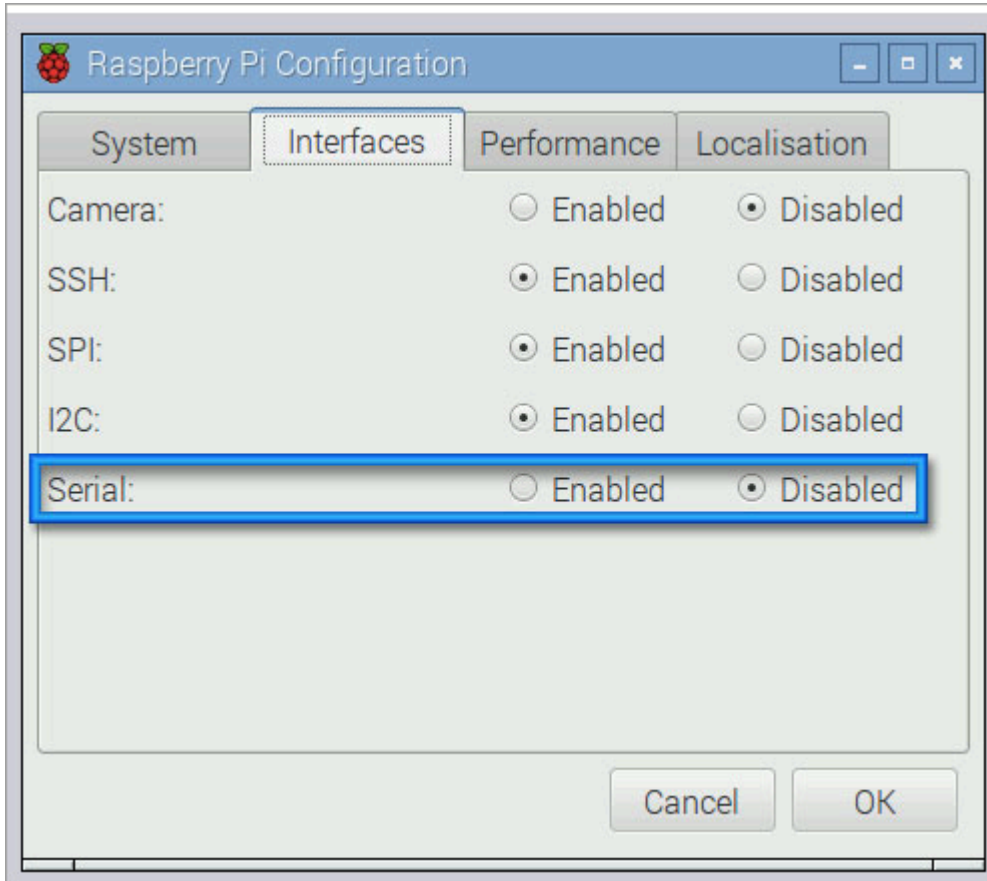 Raspberry Pi Configuration
System Interfaces Performance Localisation
Camera: Enabled Disabled
SSH: Enabled Disabled
SPI: Enabled Disabled
I2C: Enabled Disabled
Serial: Enabled Disabled
Cancel OK